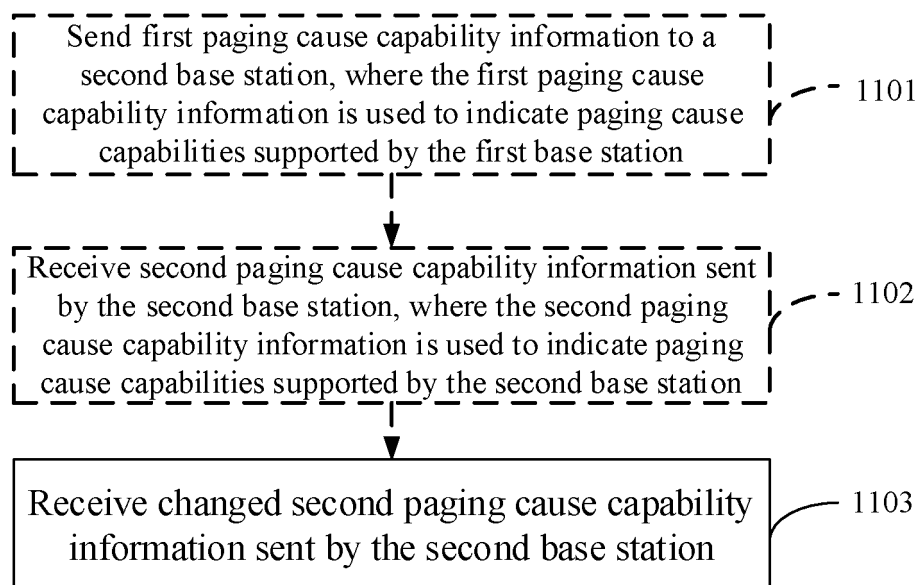 Send first paging cause capability information to a
second base station, where the first paging cause
capability information is used to indicate paging cause
capabilities supported by the first base station
1101
Receive second paging cause capability information sent
by the second base station, where the second paging
cause capability information is used to indicate paging
cause capabilities supported by the second base station
1102
Receive changed second paging cause capability
information sent by the second base station
1103